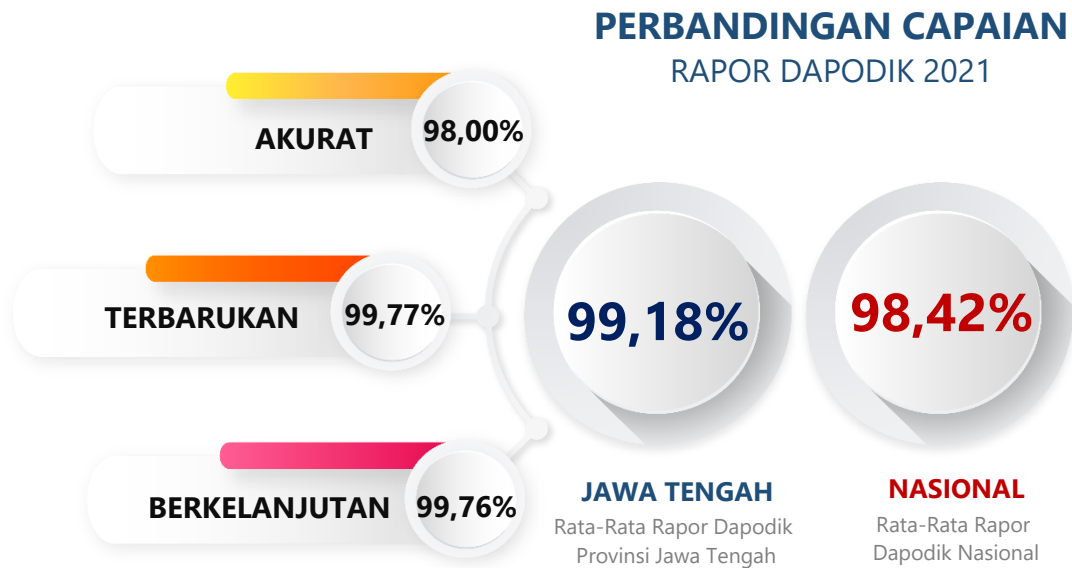 PERBANDINGAN CAPAIAN
RAPOR DAPODIK 2021
AKURAT
98,00%
TERBARUKAN
99,77%
BERKELANJUTAN
99,76%
99,18%
JAWA TENGAH
Rata-Rata Rapor Dapodik
Provinsi Jawa Tengah
98,42%
NASIONAL
Rata-Rata Rapor
Dapodik Nasional